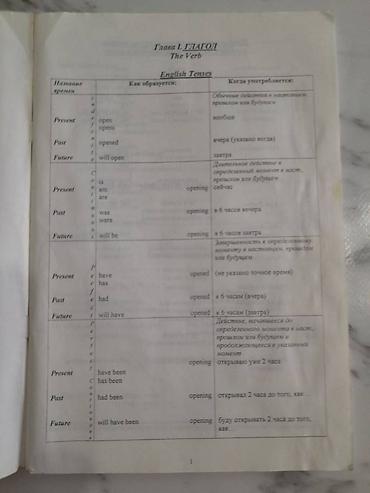 Глава I. ГЛАГОЛ
The Verb
English Tenses
Название времени
Как образуется:
Когда употребляется:
Обычные действия в настоящем, прошлом или будущем
Present
open
opens
вообще
Past
opened
вчера (указано когда)
Future
will open
завтра
Длительное действие в определенный момент в наст., прошлом или будущем
Present
is
am
are
opening
сейчас
Past
was
were
opening
в 6 часов вечера
Future
will be
opening
в 6 часов завтра
Завершенность к определенному моменту в настоящем, прошлом или будущем
Present
have
has
opened
(не указано точное время)
Past
had
opened
к 6 часам (вчера)
Future
will have
opened
к 6 часам (завтра)
Действие, начавшееся до определенного момента в наст., прошлом или будущем и продолжающееся в указанный момент
Present
have been
has been
opening
открываю уже 2 часа
Past
had been
opening
открывал 2 часа до того, как…
Future
will have been
opening
буду открывать 2 часа до того, как…
1